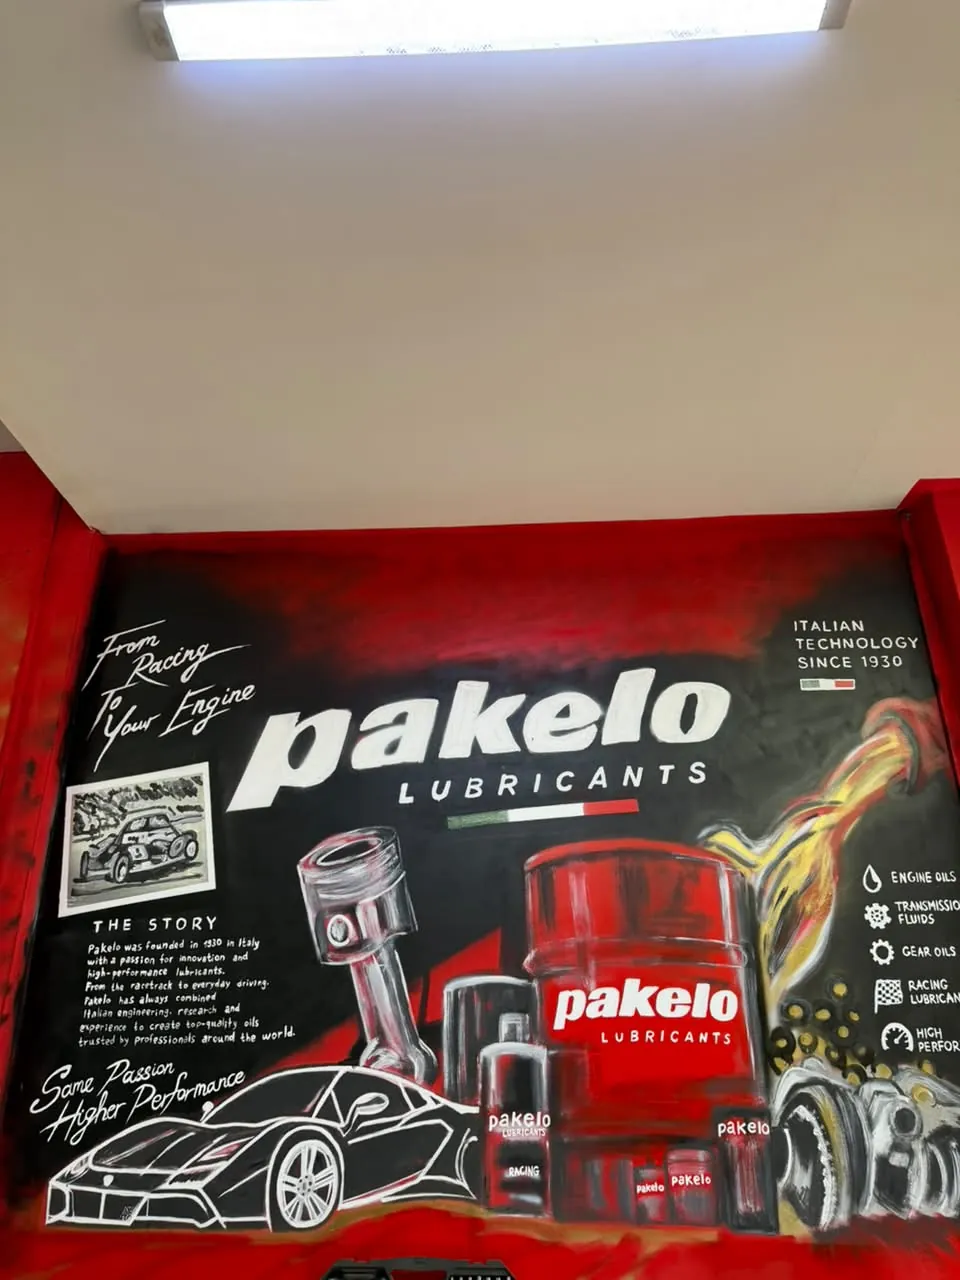 From
Racing
To
Your Engine
ITALIAN
TECHNOLOGY
SINCE 1930
pakelo
LUBRICANTS
THE STORY
Pakelo was founded in 1930 in Italy
with a passion for innovation and
high-performance lubricants.
From the racetrack to everyday driving.
Pakelo has always combined
Italian engineering, research and
experience to create top-quality oils
trusted by professionals around the world.
Same Passion
Higher Performance
pakelo
LUBRICANTS
pakelo
LUBRICANTS
RACING
pakelo
pakelo
pakelo
ENGINE OILS
TRANSMISSIO
FLUIDS
GEAR OILS
RACING
LUBRICAN
HIGH
PERFOR